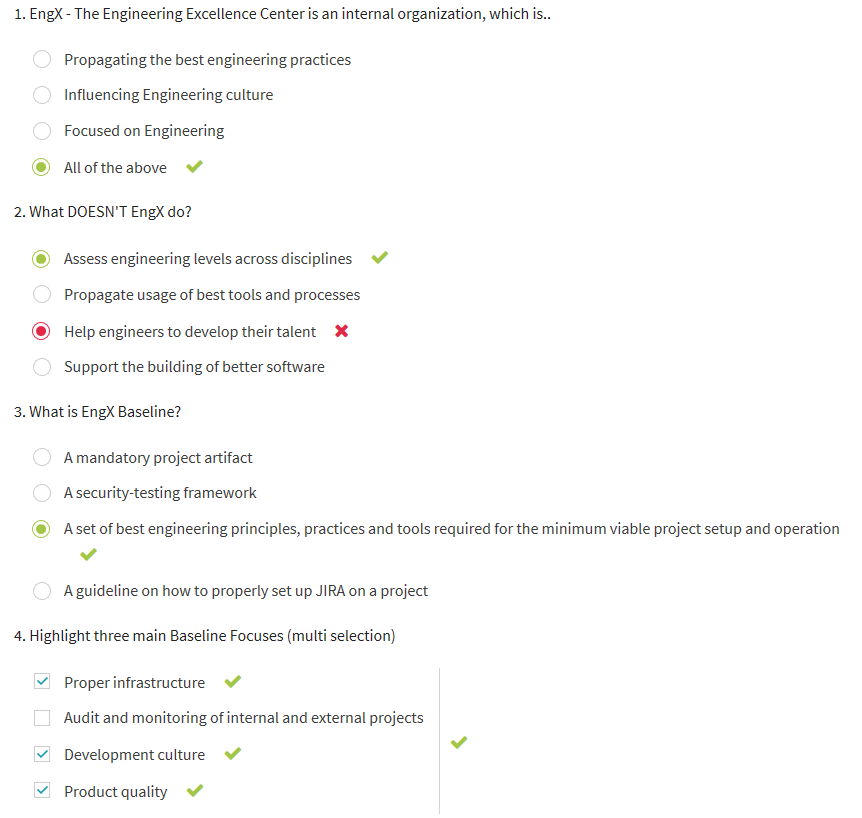 1. EngX - The Engineering Excellence Center is an internal organization, which is..
Propagating the best engineering practices
Influencing Engineering culture
Focused on Engineering
All of the above
2. What DOESN'T EngX do?
Assess engineering levels across disciplines
Propagate usage of best tools and processes
Help engineers to develop their talent
Support the building of better software
3. What is EngX Baseline?
A mandatory project artifact
A security-testing framework
A set of best engineering principles, practices and tools required for the minimum viable project setup and operation
A guideline on how to properly set up JIRA on a project
4. Highlight three main Baseline Focuses (multi selection)
Proper infrastructure
Audit and monitoring of internal and external projects
Development culture
Product quality